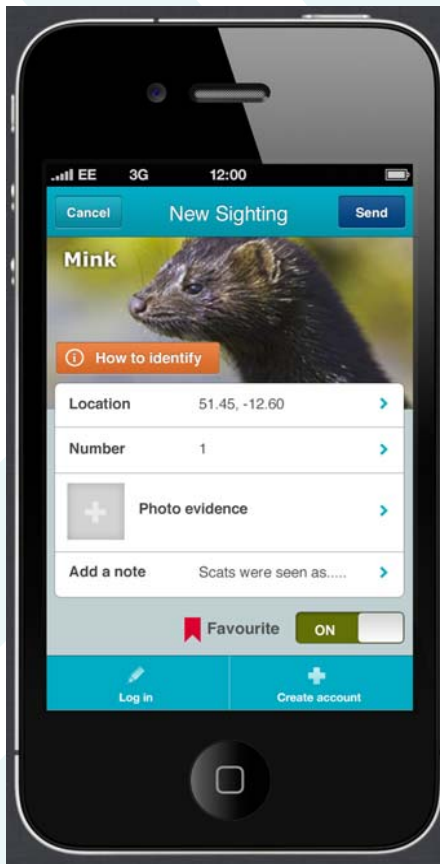 EE 3G 12:00
Cancel New Sighting Send
Mink
How to identify
Location 51.45, -12.60
Number 1
Photo evidence
Add a note Scats were seen as.....
Favourite ON
Log in Create account